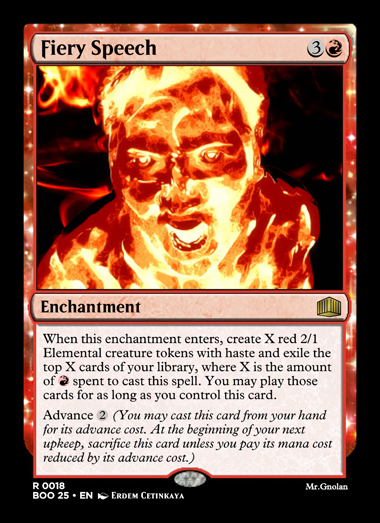 Fiery Speech 3
Enchantment
When this enchantment enters, create X red 2/1
Elemental creature tokens with haste and exile the
top X cards of your library, where X is the amount
of spent to cast this spell. You may play those
cards for as long as you control this card.
Advance 2 (You may cast this card from your hand
for its advance cost. At the beginning of your next
upkeep, sacrifice this card unless you pay its mana cost
reduced by its advance cost.)
R 0018
BOO 25 • EN Erdem Cetinkaya
Mr.Gnolan